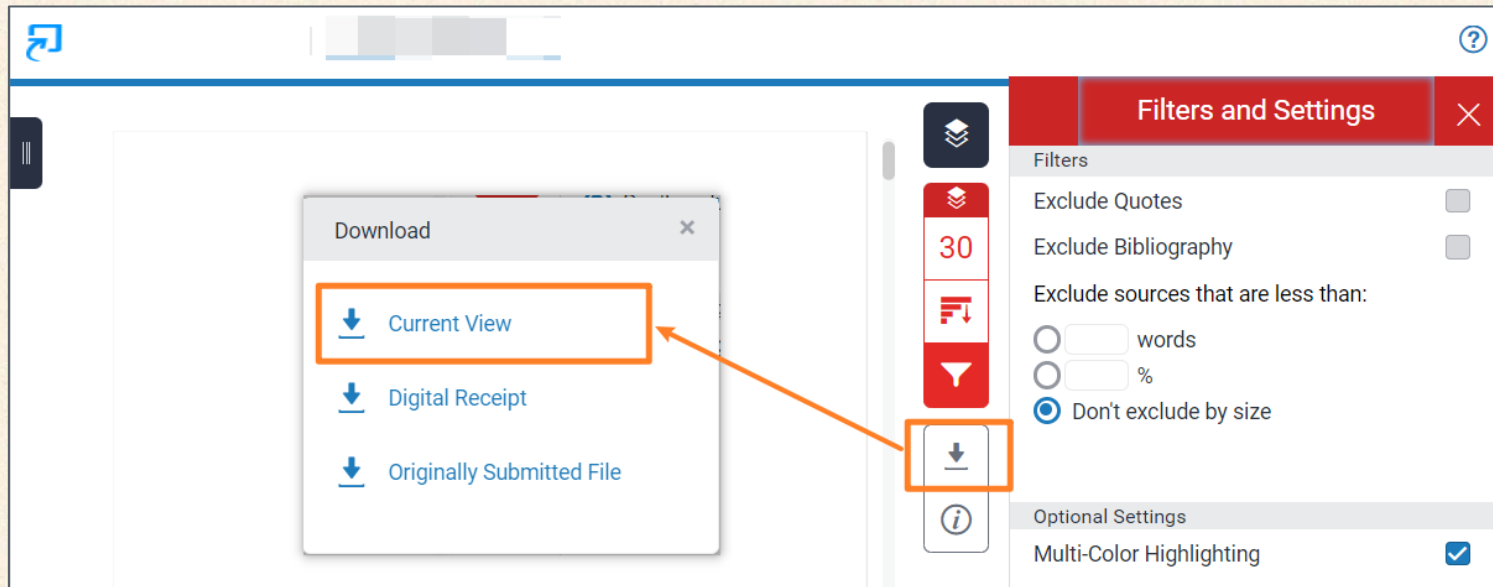 Filters and Settings
Filters
Exclude Quotes
Exclude Bibliography
Exclude sources that are less than:
words
%
Don't exclude by size
Optional Settings
Multi-Color Highlighting
30
Download
Current View
Digital Receipt
Originally Submitted File